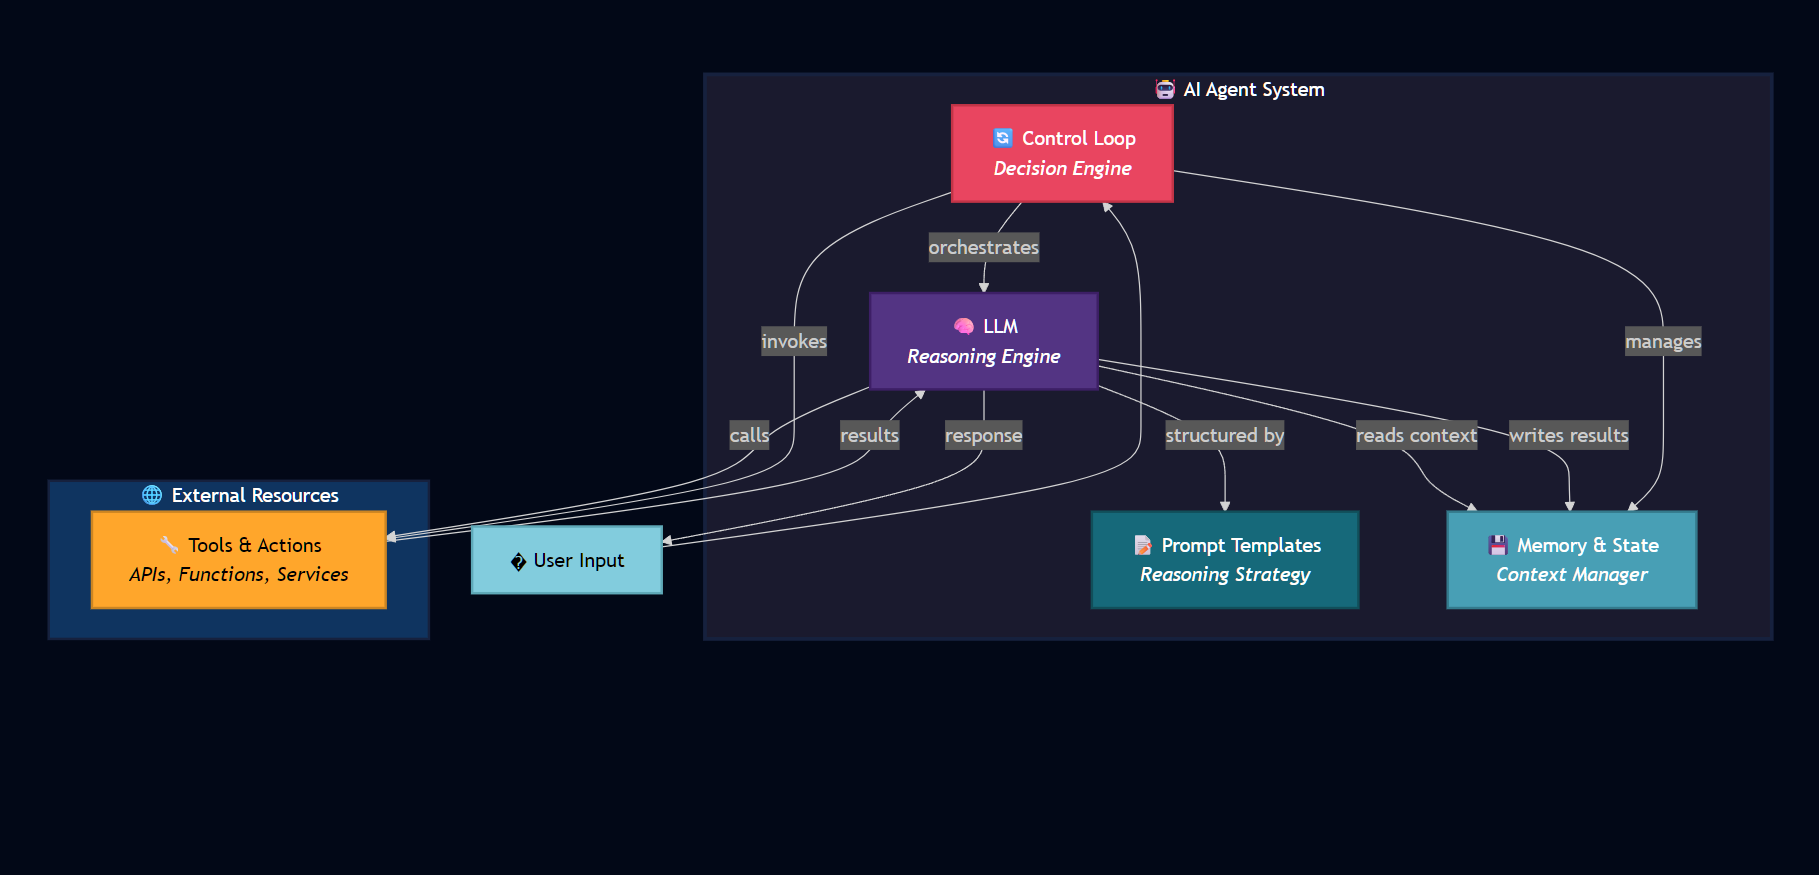 🤖 AI Agent System
🔄 Control Loop
Decision Engine
orchestrates
🧠 LLM
Reasoning Engine
invokes
manages
calls
results
response
structured by
reads context
writes results
🌐 External Resources
🔧 Tools & Actions
APIs, Functions, Services
� User Input
📝 Prompt Templates
Reasoning Strategy
💾 Memory & State
Context Manager